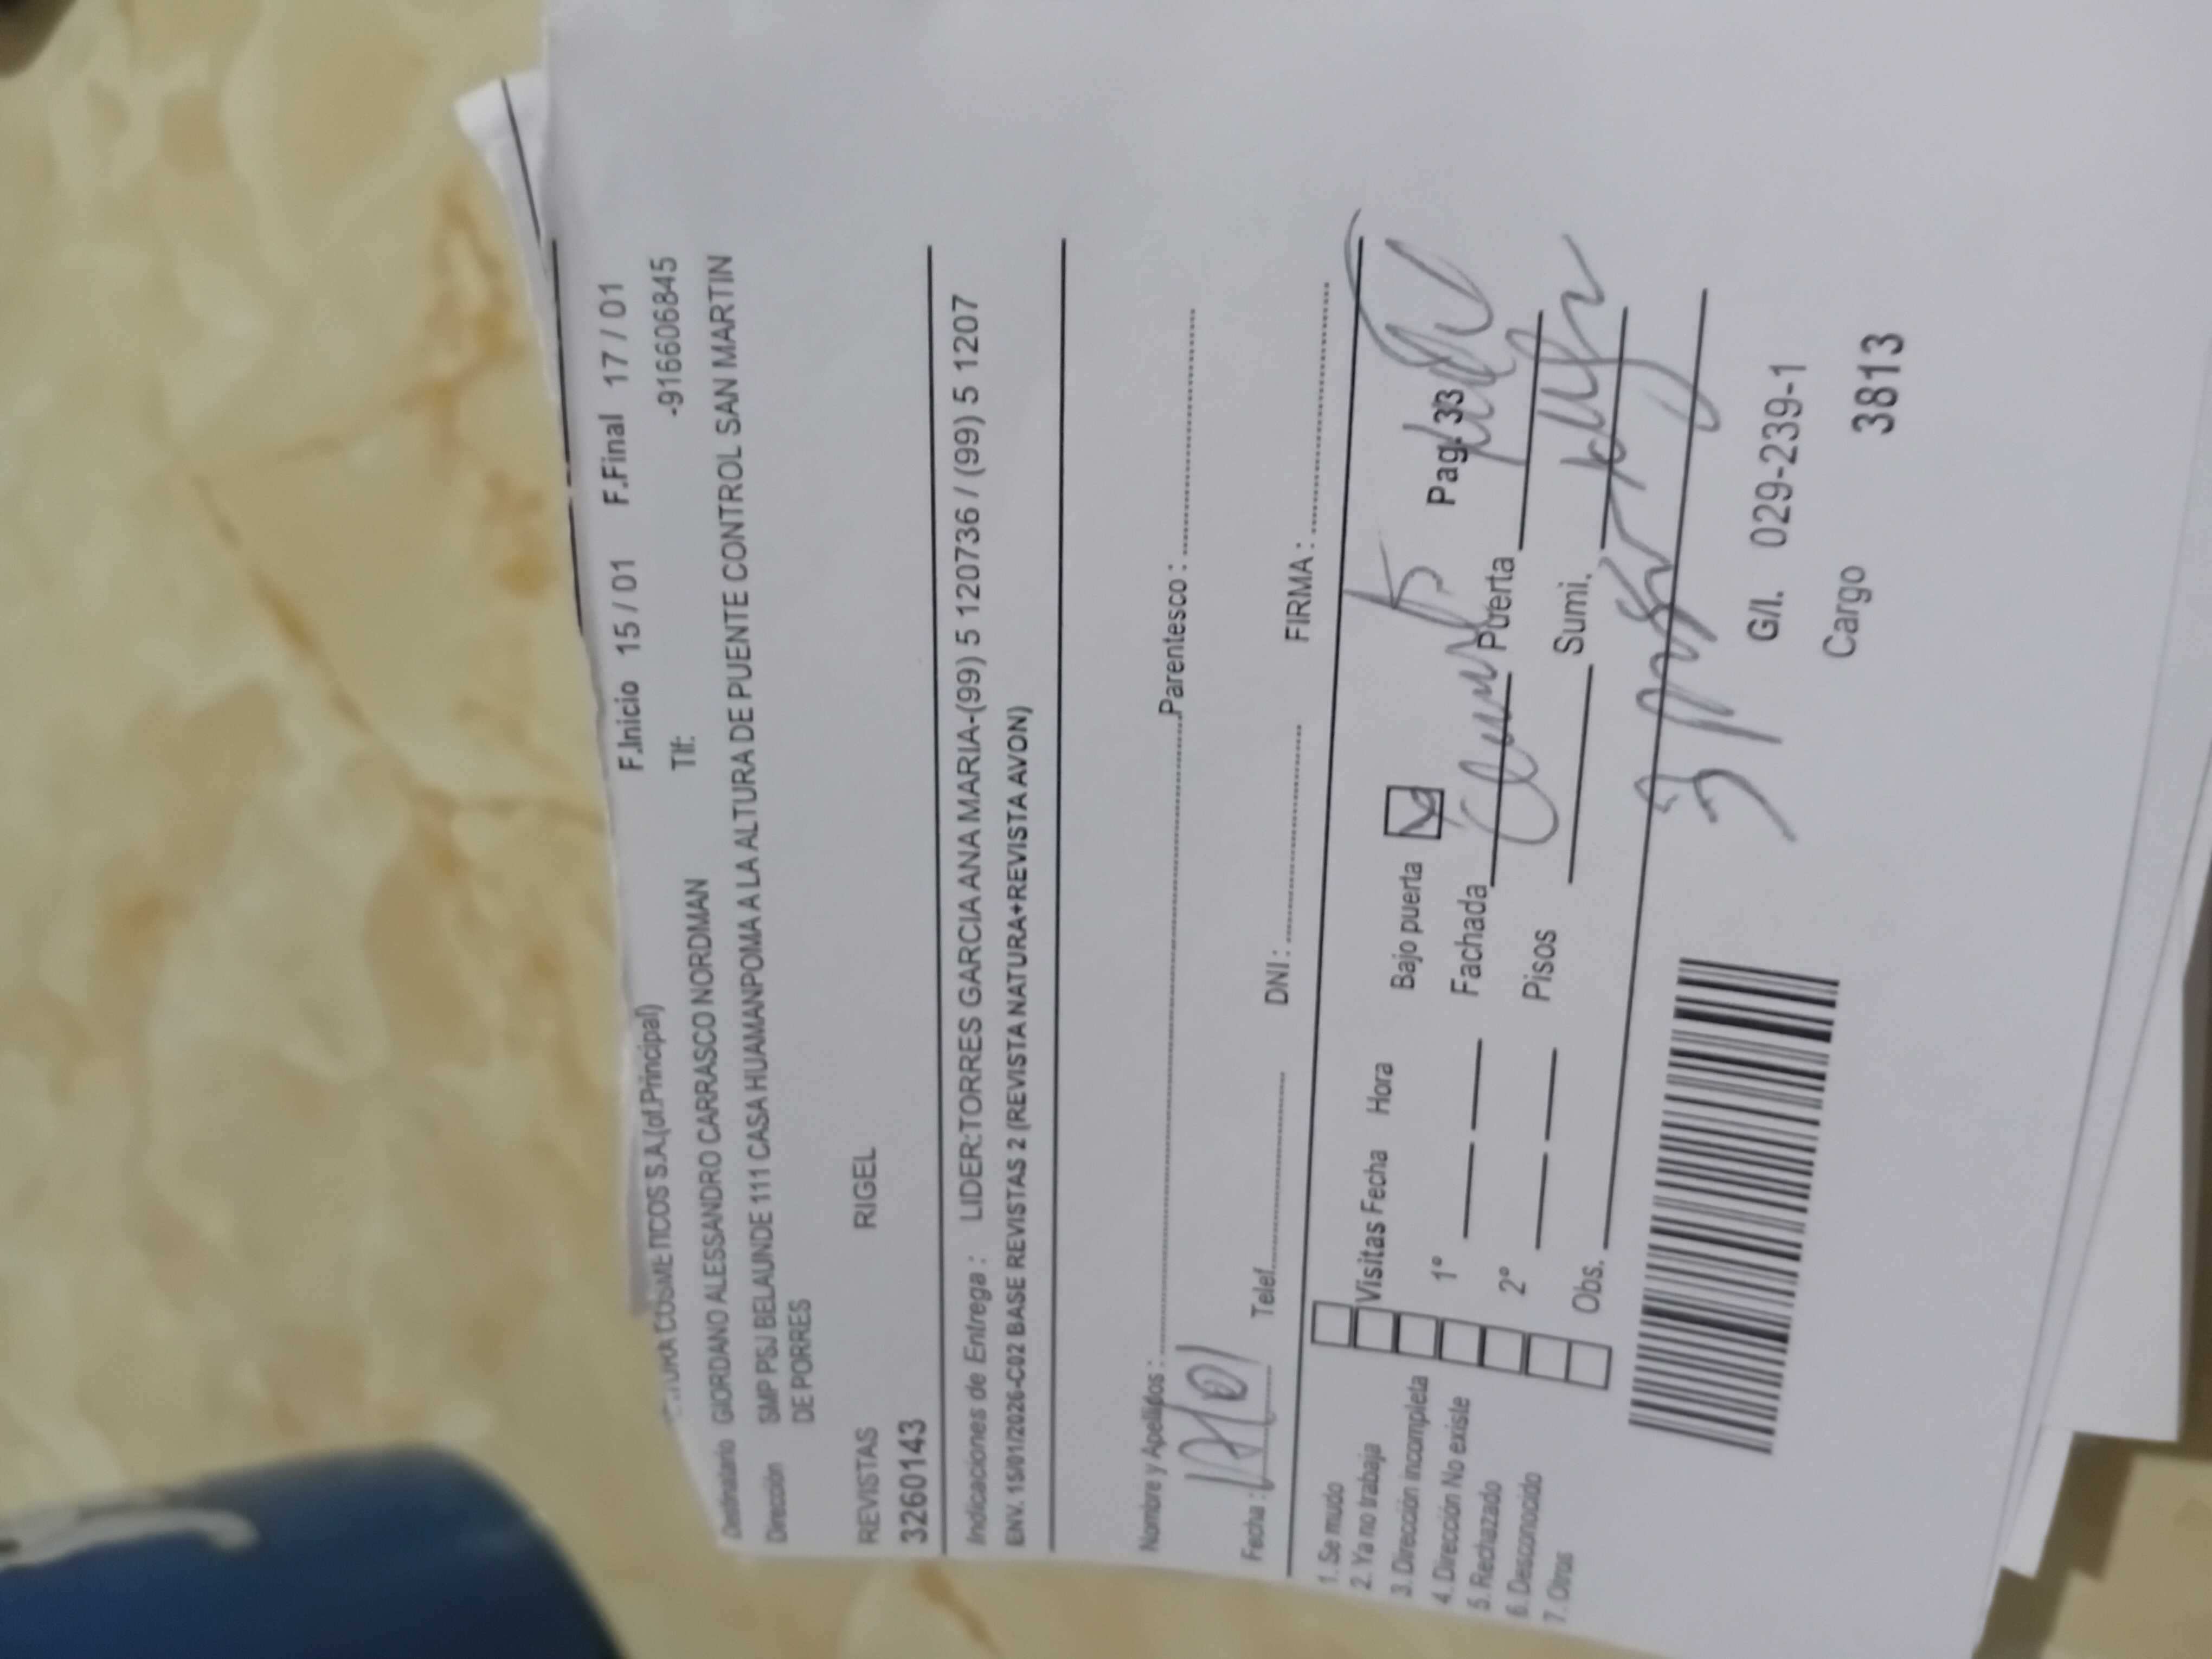 COSMETICOS S.A.(of.Principal) F.Inicio 15 / 01 F.Final 17 / 01
Tlf: -916606845
Destinatario GIORDANO ALESSANDRO CARRASCO NORDMAN
Dirección SMP PSJ BELAUNDE 111 CASA HUAMANPOMA A LA ALTURA DE PUENTE CONTROL SAN MARTIN
DE PORRES
REVISTAS RIGEL
3260143
Indicaciones de Entrega : LIDER:TORRES GARCIA ANA MARIA-(99) 5 120736 / (99) 5 1207
ENV. 15/01/2026-C02 BASE REVISTAS 2 (REVISTA NATURA+REVISTA AVON)
Nombre y Apellidos : Parentesco :
Fecha : Telef. DNI : FIRMA :
1. Se mudo
2. Ya no trabaja Visitas Fecha Hora Bajo puerta
3. Dirección incompleta Pag. 33
4. Dirección No existe 1° Fachada Puerta
5. Rechazado
6. Desconocido 2° Pisos Sumi.
7. Otros Obs.
G/I. 029-239-1
Cargo 3813